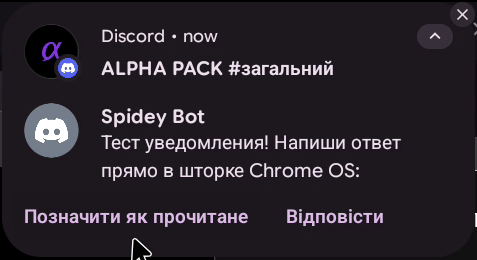 Discord • now
ALPHA PACK #загальний
Spidey Bot
Тест уведомления! Напиши ответ
прямо в шторке Chrome OS:
Позначити як прочитане Відповісти